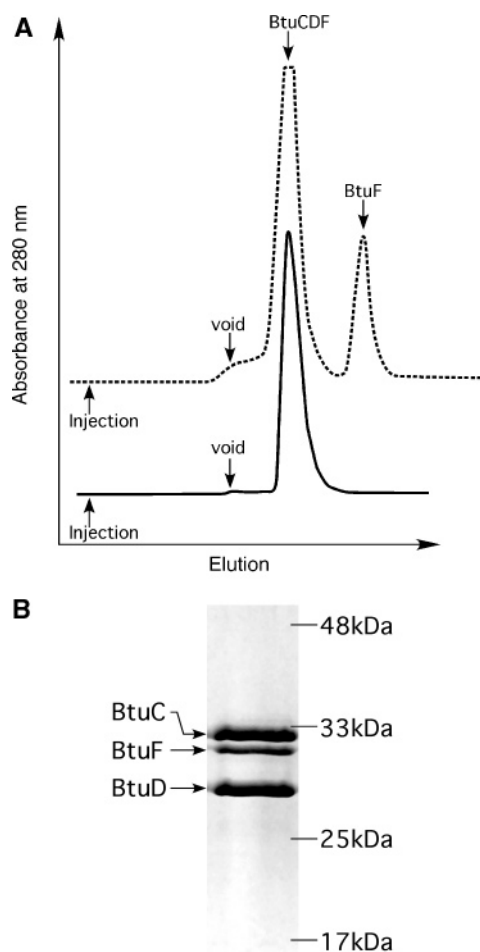 A
BtuCDF
BtuF
void
Injection
void
Injection
Absorbance at 280 nm
Elution
B
48kDa
BtuC
33kDa
BtuF
BtuD
25kDa
17kDa